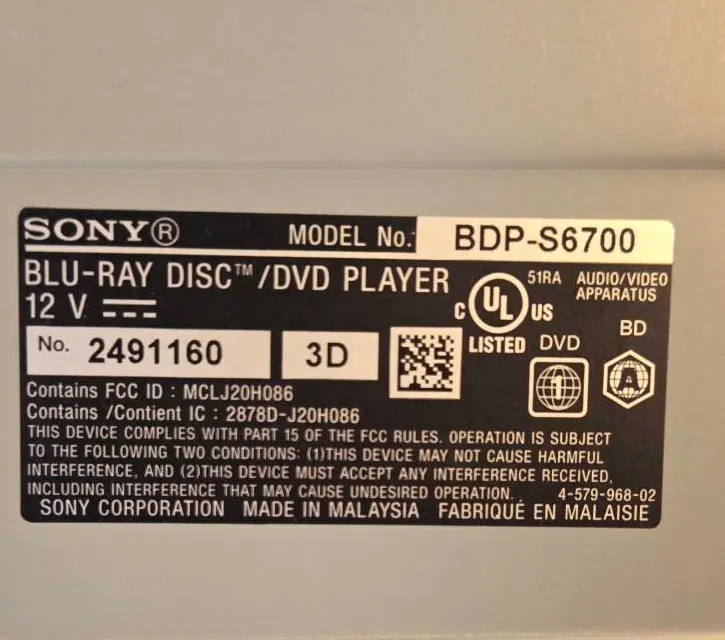 SONY® MODEL No. BDP-S6700
BLU-RAY DISC™/DVD PLAYER
12 V
51RA AUDIO/VIDEO APPARATUS
C UL US
LISTED
No. 2491160
3D
DVD
1
BD
A
Contains FCC ID : MCLJ20H086
Contains /Contient IC : 2878D-J20H086
THIS DEVICE COMPLIES WITH PART 15 OF THE FCC RULES. OPERATION IS SUBJECT
TO THE FOLLOWING TWO CONDITIONS: (1)THIS DEVICE MAY NOT CAUSE HARMFUL
INTERFERENCE, AND (2)THIS DEVICE MUST ACCEPT ANY INTERFERENCE RECEIVED,
INCLUDING INTERFERENCE THAT MAY CAUSE UNDESIRED OPERATION. 4-579-968-02
SONY CORPORATION MADE IN MALAYSIA FABRIQUÉ EN MALAISIE